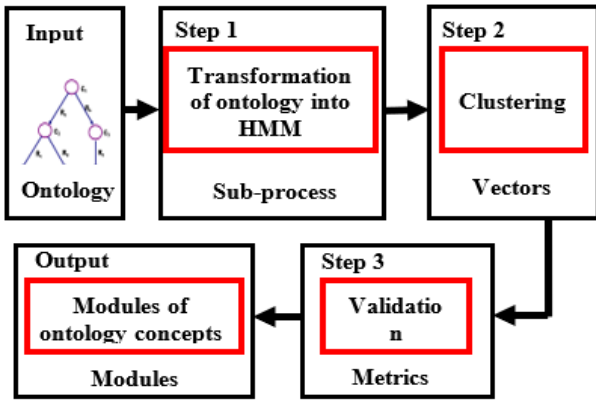 Input
Ontology
Step 1
Transformation
of ontology into
HMM
Sub-process
Step 2
Clustering
Vectors
Output
Modules of
ontology concepts
Modules
Step 3
Validatio
n
Metrics